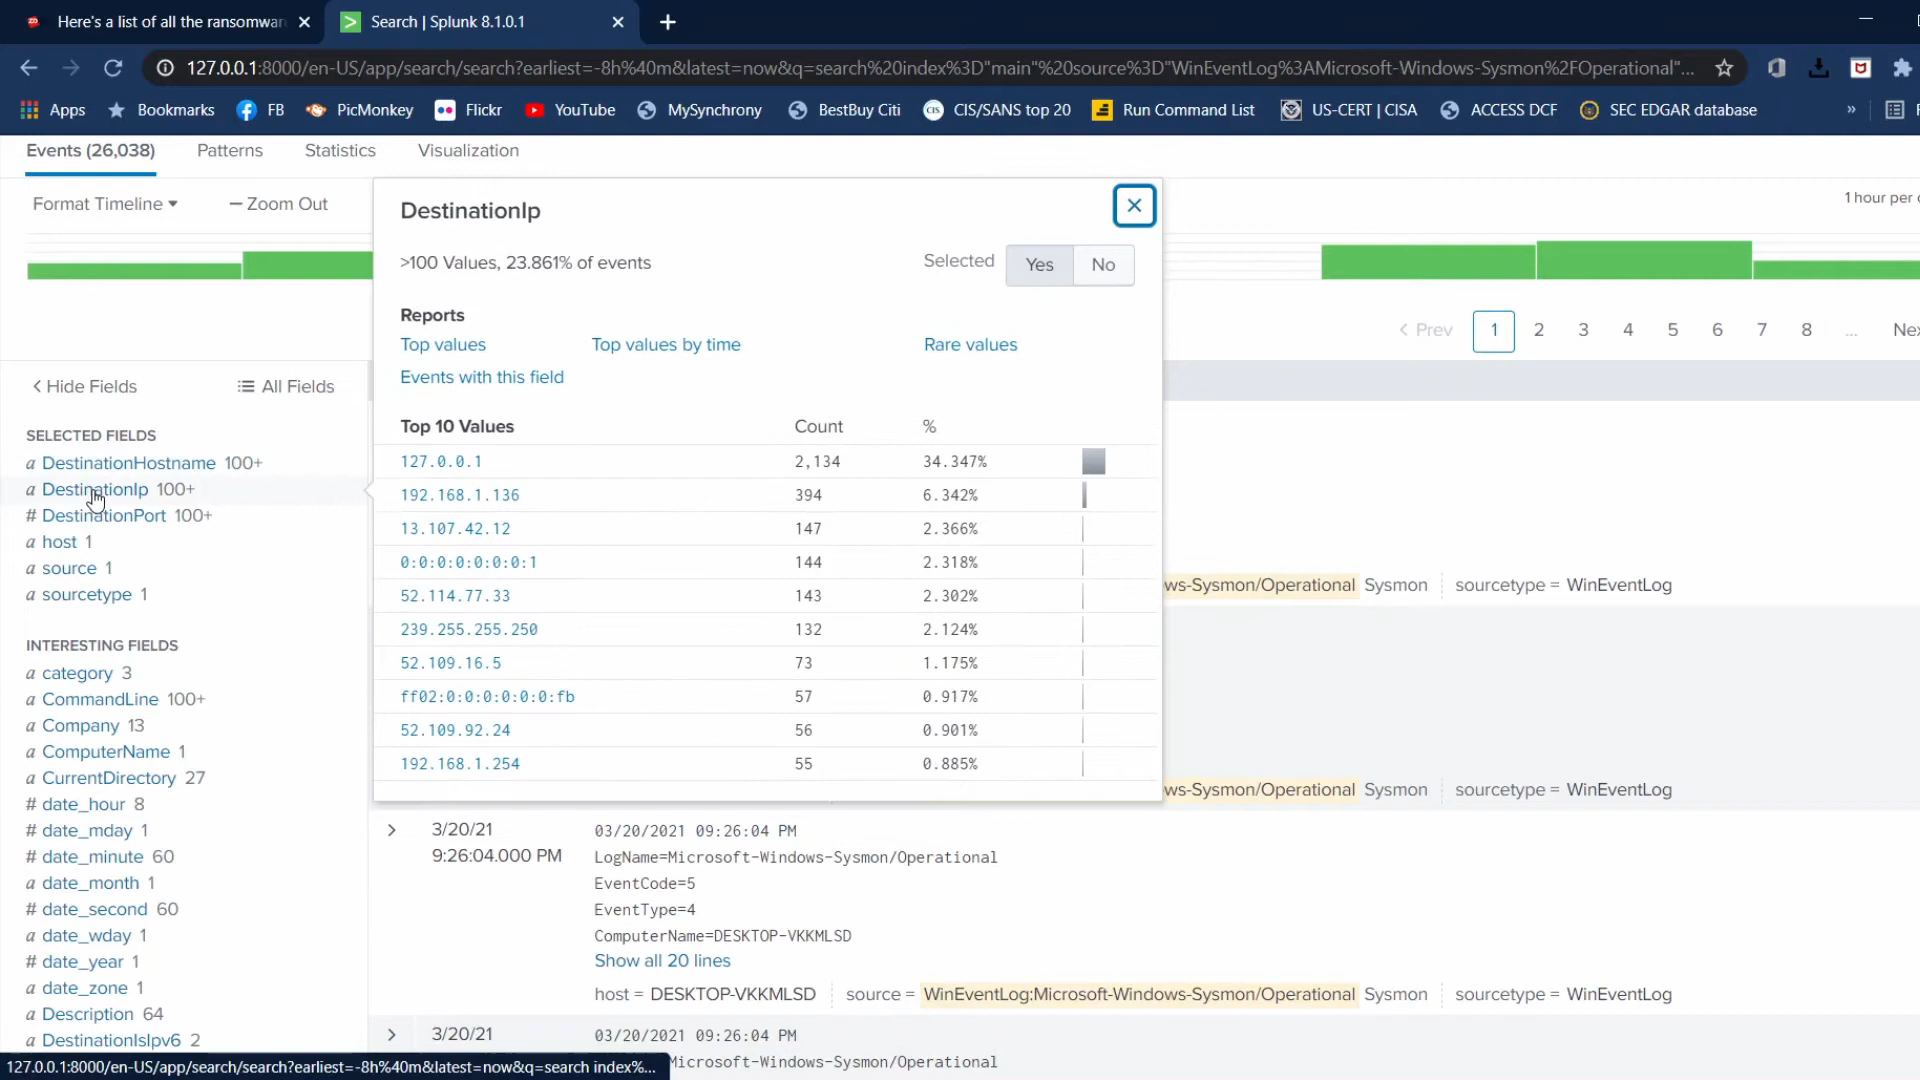 Here's a list of all the ransomwar
Search | Splunk 8.1.0.1
127.0.0.1:8000/en-US/app/search/search?earliest=-8h%40m&latest=now&q=search%20index%3D"main"%20source%3D"WinEventLog%3AMicrosoft-Windows-Sysmon%2FOperational"...
Apps Bookmarks FB PicMonkey Flickr YouTube MySynchrony BestBuy Citi CIS/SANS top 20 Run Command List US-CERT | CISA ACCESS DCF SEC EDGAR database »
Events (26,038) Patterns Statistics Visualization
Format Timeline — Zoom Out
1 hour per
DestinationIp
>100 Values, 23.861% of events
Selected Yes No
Reports
Top values Top values by time Rare values
Events with this field
Top 10 Values Count %
127.0.0.1 2,134 34.347%
192.168.1.136 394 6.342%
13.107.42.12 147 2.366%
0:0:0:0:0:0:0:1 144 2.318%
52.114.77.33 143 2.302%
239.255.255.250 132 2.124%
52.109.16.5 73 1.175%
ff02:0:0:0:0:0:0:fb 57 0.917%
52.109.92.24 56 0.901%
192.168.1.254 55 0.885%
< Prev 1 2 3 4 5 6 7 8 ... Nex
< Hide Fields All Fields
SELECTED FIELDS
a DestinationHostname 100+
a DestinationIp 100+
# DestinationPort 100+
a host 1
a source 1
a sourcetype 1
INTERESTING FIELDS
a category 3
a CommandLine 100+
a Company 13
a ComputerName 1
a CurrentDirectory 27
# date_hour 8
# date_mday 1
# date_minute 60
a date_month 1
# date_second 60
a date_wday 1
# date_year 1
a date_zone 1
a Description 64
a DestinationIsIpv6 2
ws-Sysmon/Operational Sysmon sourcetype = WinEventLog
ws-Sysmon/Operational Sysmon sourcetype = WinEventLog
3/20/21
9:26:04.000 PM
03/20/2021 09:26:04 PM
LogName=Microsoft-Windows-Sysmon/Operational
EventCode=5
EventType=4
ComputerName=DESKTOP-VKKMLSD
Show all 20 lines
host = DESKTOP-VKKMLSD source = WinEventLog:Microsoft-Windows-Sysmon/Operational Sysmon sourcetype = WinEventLog
3/20/21
03/20/2021 09:26:04 PM
Microsoft-Windows-Sysmon/Operational
127.0.0.1:8000/en-US/app/search/search?earliest=-8h%40m&latest=now&q=search index%...